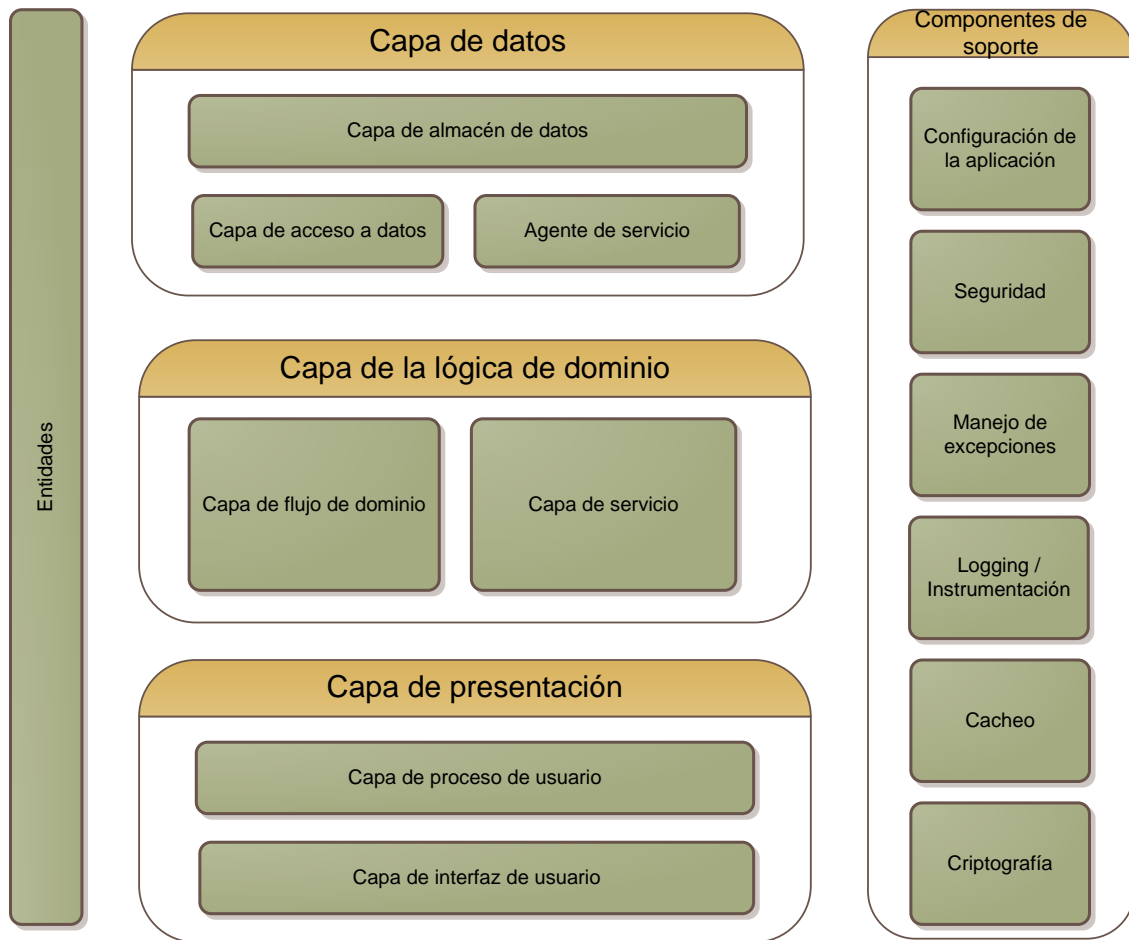 Entidades
Capa de datos
Capa de almacén de datos
Capa de acceso a datos
Agente de servicio
Capa de la lógica de dominio
Capa de flujo de dominio
Capa de servicio
Capa de presentación
Capa de proceso de usuario
Capa de interfaz de usuario
Componentes de
soporte
Configuración de
la aplicación
Seguridad
Manejo de
excepciones
Logging /
Instrumentación
Cacheo
Criptografía